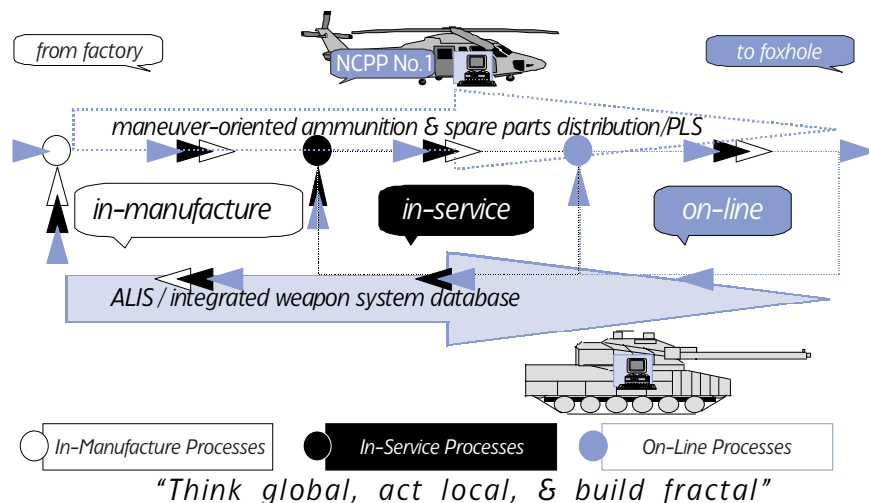 from factory
NCPP No.1
to foxhole
maneuver-oriented ammunition & spare parts distribution/PLS
in-manufacture
in-service
on-line
ALIS / integrated weapon system database
In-Manufacture Processes
In-Service Processes
On-Line Processes
“Think global, act local, & build fractal”